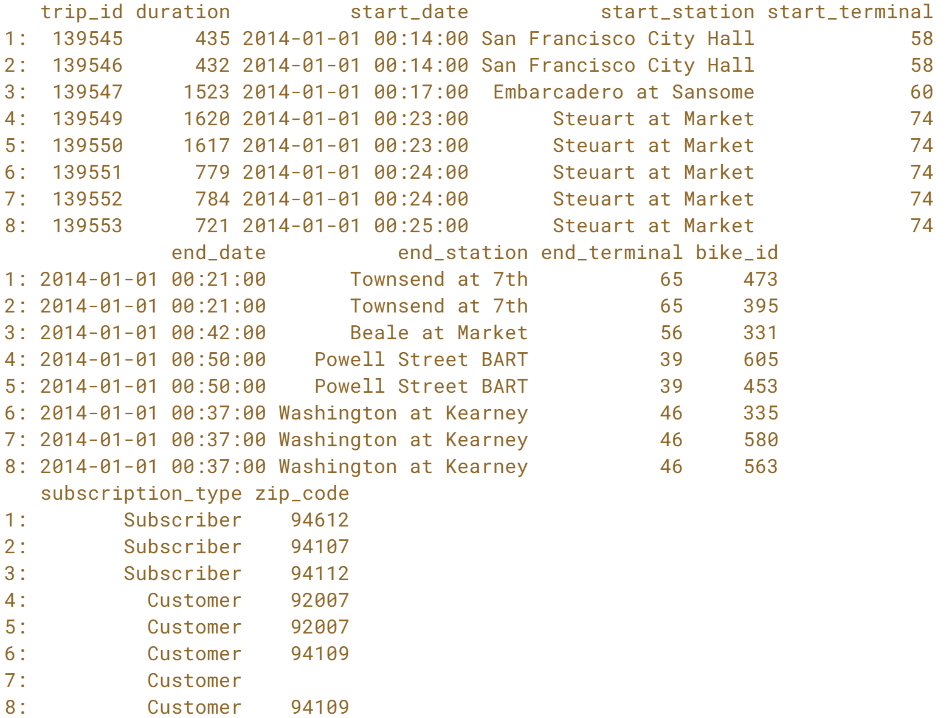 trip_id duration start_date start_station start_terminal
1: 139545 435 2014-01-01 00:14:00 San Francisco City Hall 58
2: 139546 432 2014-01-01 00:14:00 San Francisco City Hall 58
3: 139547 1523 2014-01-01 00:17:00 Embarcadero at Sansome 60
4: 139549 1620 2014-01-01 00:23:00 Steuart at Market 74
5: 139550 1617 2014-01-01 00:23:00 Steuart at Market 74
6: 139551 779 2014-01-01 00:24:00 Steuart at Market 74
7: 139552 784 2014-01-01 00:24:00 Steuart at Market 74
8: 139553 721 2014-01-01 00:25:00 Steuart at Market 74
end_date end_station end_terminal bike_id
1: 2014-01-01 00:21:00 Townsend at 7th 65 473
2: 2014-01-01 00:21:00 Townsend at 7th 65 395
3: 2014-01-01 00:42:00 Beale at Market 56 331
4: 2014-01-01 00:50:00 Powell Street BART 39 605
5: 2014-01-01 00:50:00 Powell Street BART 39 453
6: 2014-01-01 00:37:00 Washington at Kearney 46 335
7: 2014-01-01 00:37:00 Washington at Kearney 46 580
8: 2014-01-01 00:37:00 Washington at Kearney 46 563
subscription_type zip_code
1: Subscriber 94612
2: Subscriber 94107
3: Subscriber 94112
4: Customer 92007
5: Customer 92007
6: Customer 94109
7: Customer
8: Customer 94109